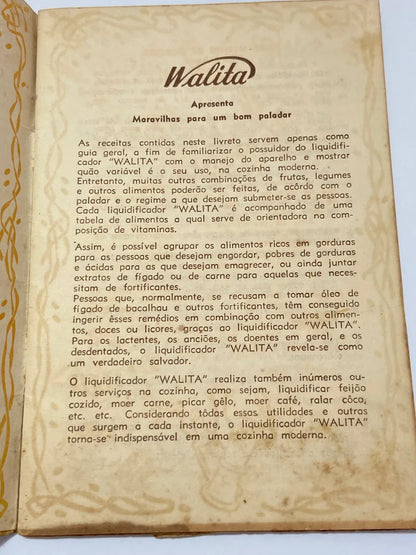 Walita
Apresenta
Maravilhas para um bom paladar
As receitas contidas neste livreto servem apenas como
guia geral, a fim de familiarizar o possuidor do liquidifi-
cador "WALITA" com o manejo do aparelho e mostrar
quão variável é o seu uso, na cozinha moderna.
Entretanto, muitas outras combinações de frutas, legumes
e outros alimentos poderão ser feitas, de acôrdo com o
paladar e o regime a que desejam submeter-se as pessoas.
Cada liquidificador "WALITA" é acompanhado de uma
tabela de alimentos a qual serve de orientadora na com-
posição de vitaminas.
Assim, é possível agrupar os alimentos ricos em gorduras
para as pessoas que desejam engordar, pobres de gorduras
e ácidas para as que desejam emagrecer, ou ainda juntar
extratos de fígado ou de carne para aquelas que neces-
sitam de fortificantes.
Pessoas que, normalmente, se recusam a tomar óleo de
fígado de bacalhau e outros fortificantes, têm conseguido
ingerir êsses remédios em combinação com outros alimen-
tos, doces ou licores, graças ao liquidificador "WALITA".
Para os lactentes, os anciões, os doentes em geral, e os
desdentados, o liquidificador "WALITA" revela-se como
um verdadeiro salvador.
O liquidificador "WALITA" realiza também inúmeros ou-
tros serviços na cozinha, como sejam, liquidificar feijão
cozido, moer carne, picar gêlo, moer café, ralar côco,
etc. etc. Considerando tôdas essas utilidades e outras
que surgem a cada instante, o liquidificador "WALITA"
torna-se indispensável em uma cozinha moderna.